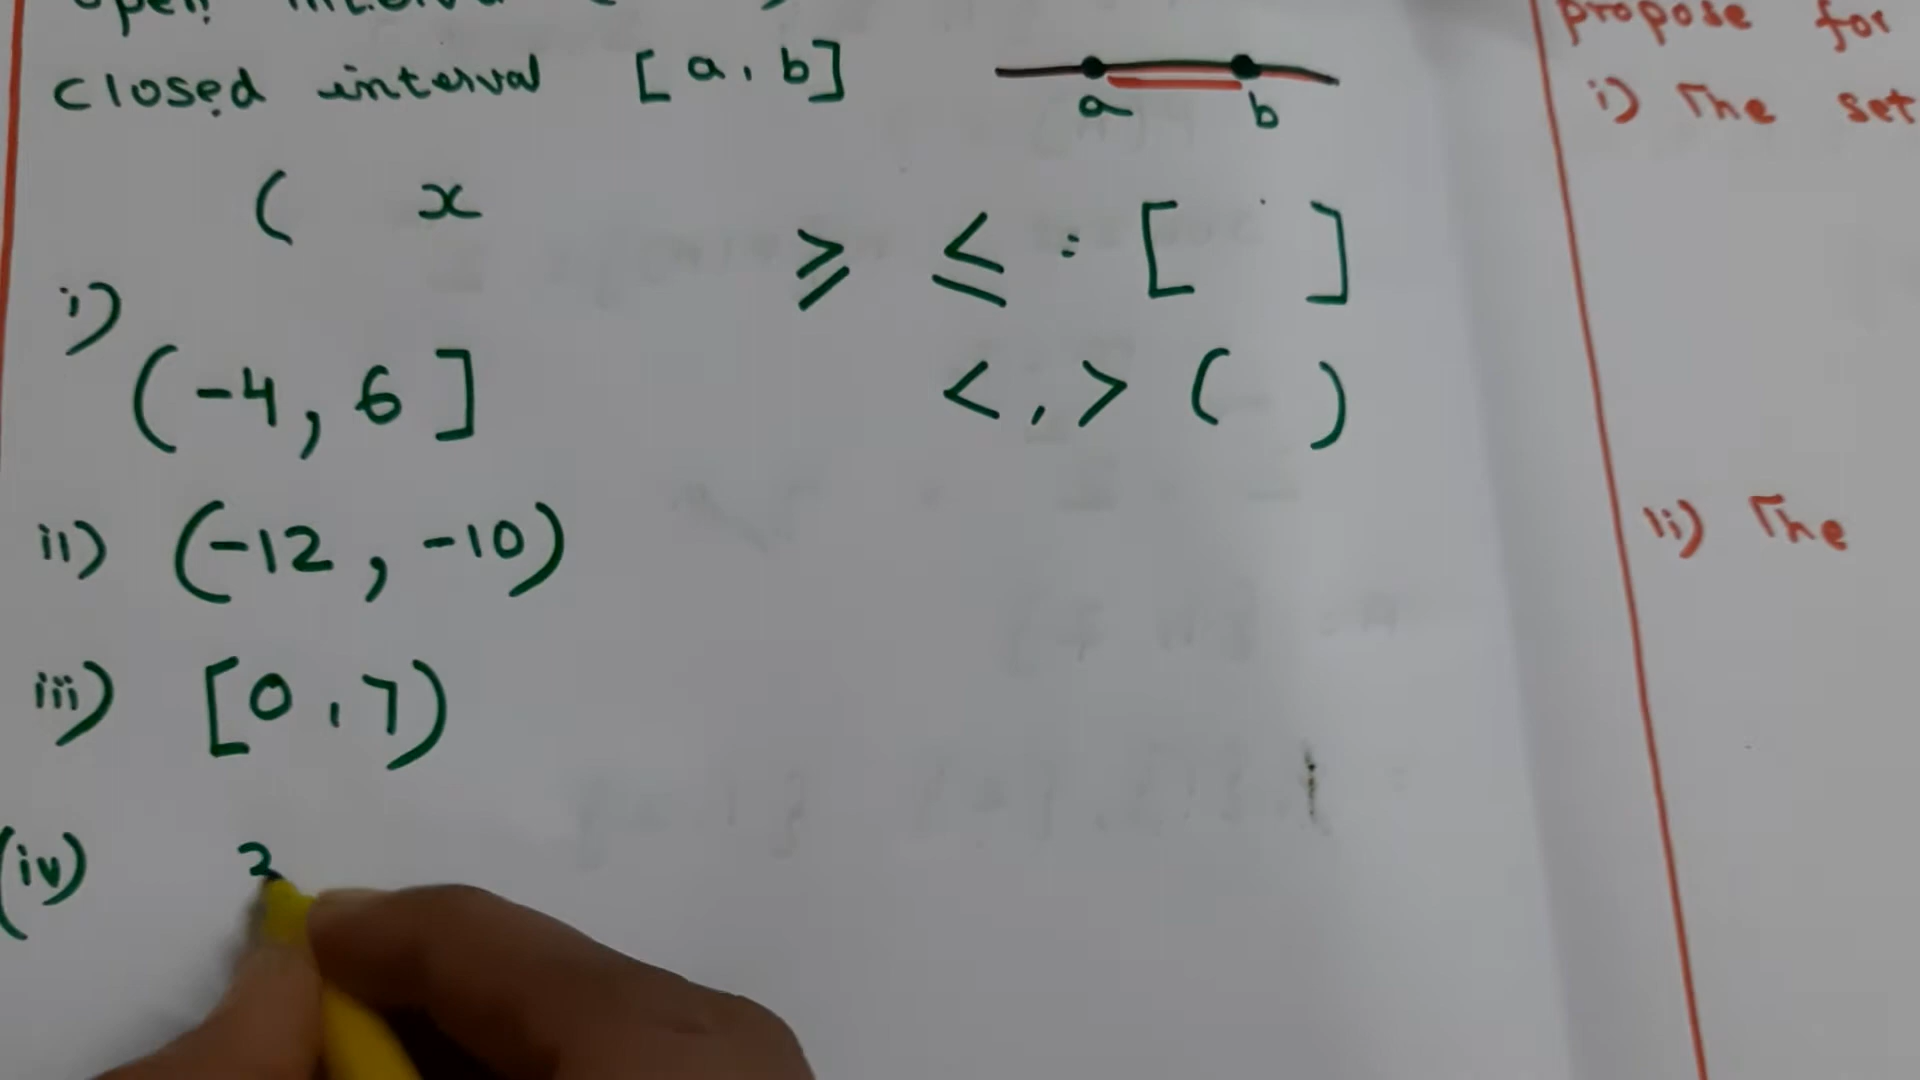 closed interval [a, b]
a b
( x
≥ ≤ : [ ]
i)
(-4, 6]
<, > ( )
ii) (-12, -10)
iii) [0, 7)
(iv) 3
propose for
i) The set
ii) The